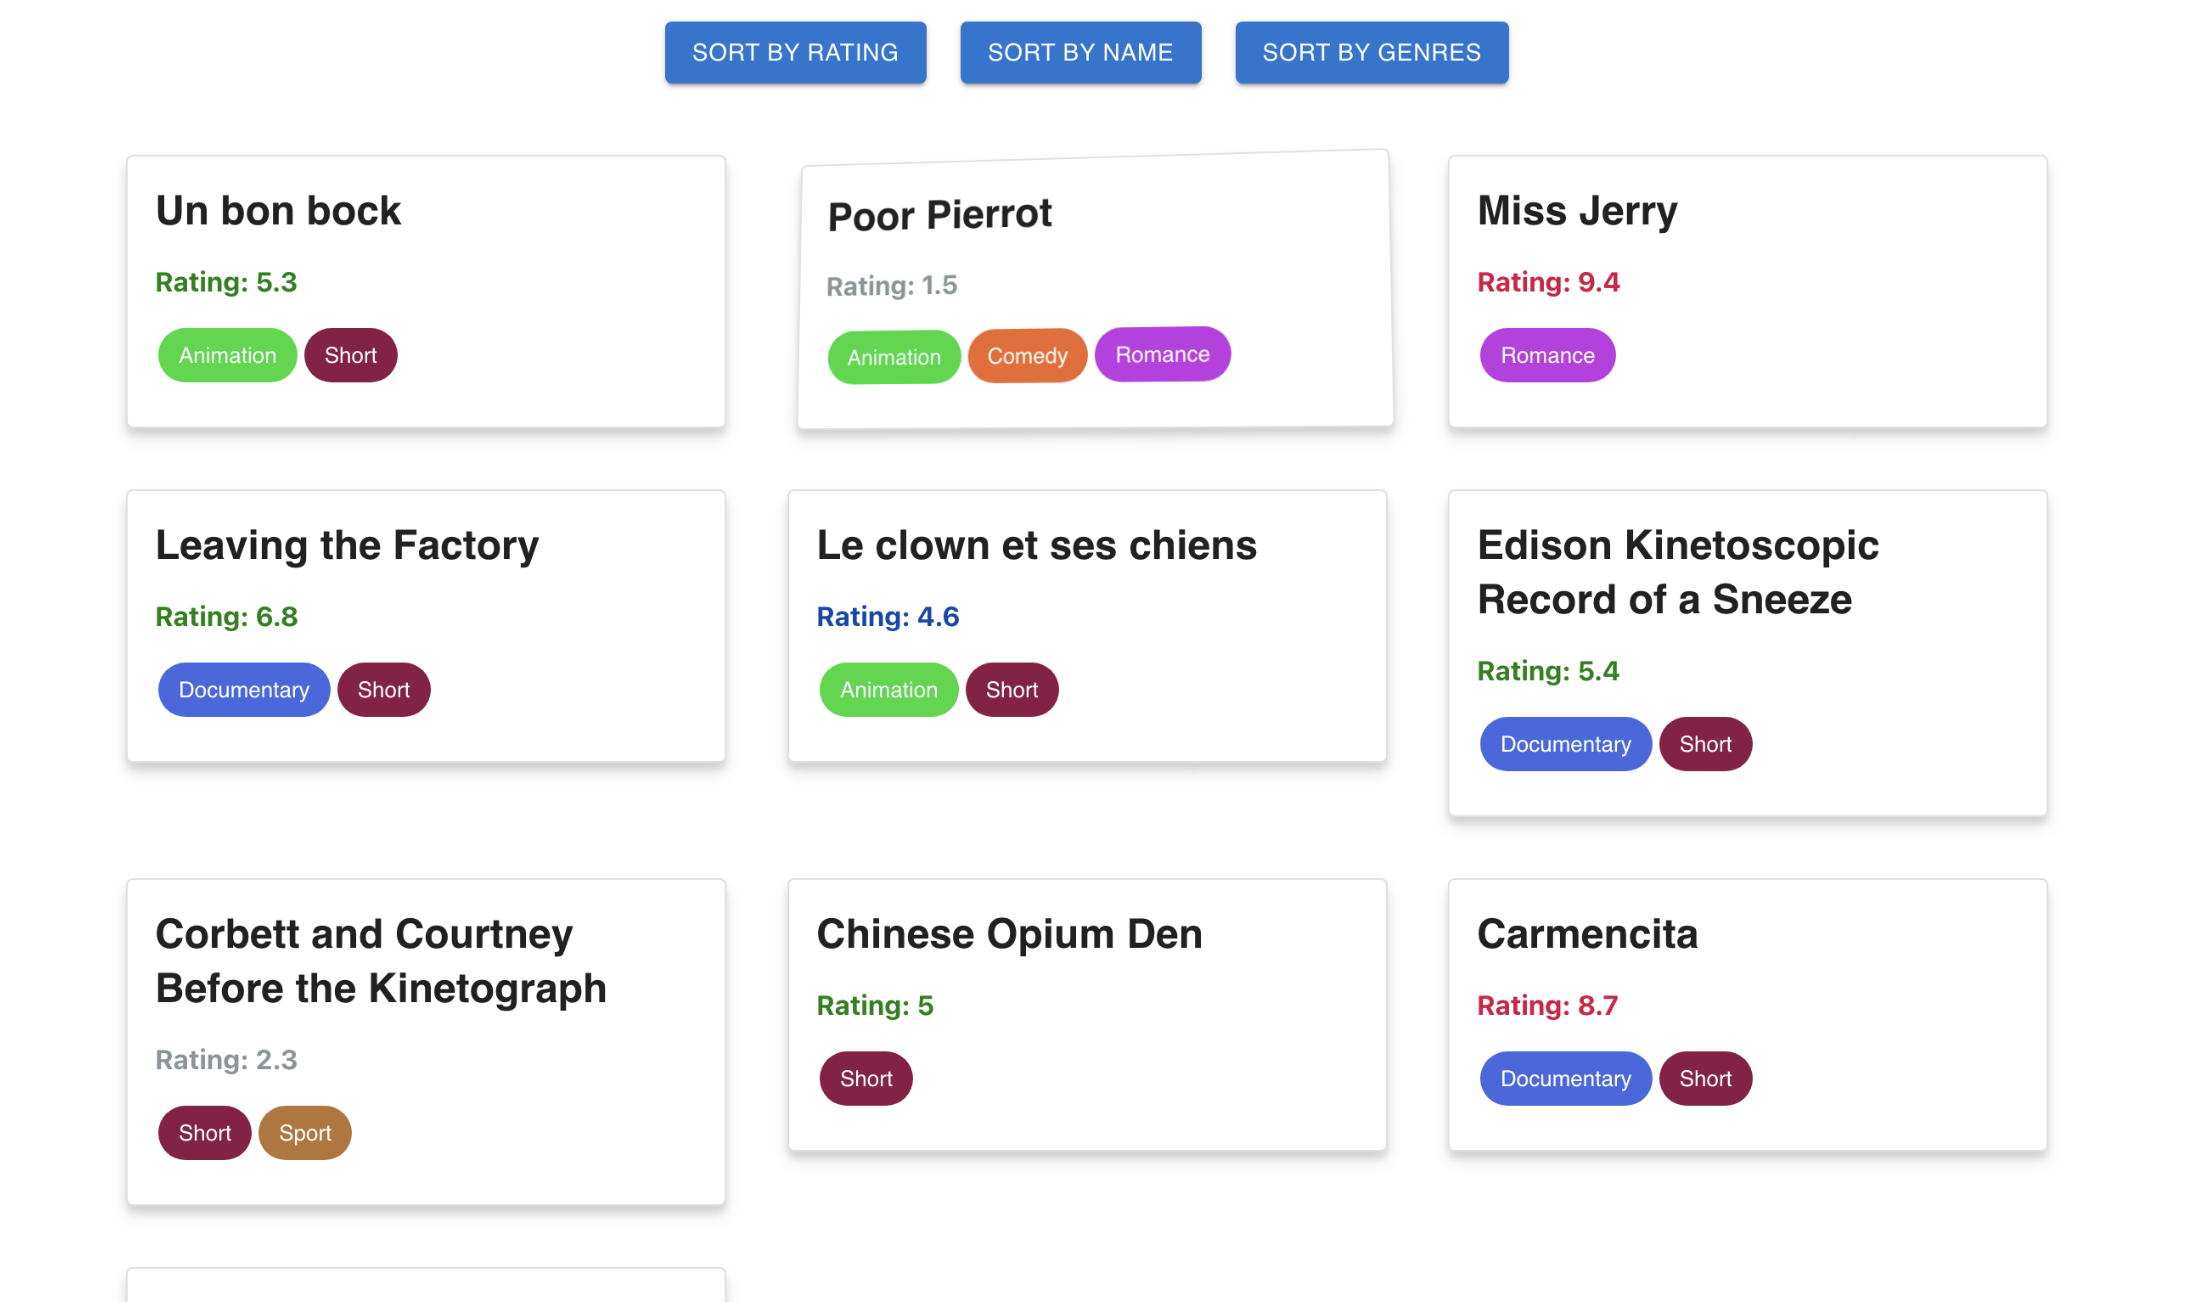 SORT BY RATING
SORT BY NAME
SORT BY GENRES
Un bon bock
Rating: 5.3
Animation
Short
Poor Pierrot
Rating: 1.5
Animation
Comedy
Romance
Miss Jerry
Rating: 9.4
Romance
Leaving the Factory
Rating: 6.8
Documentary
Short
Le clown et ses chiens
Rating: 4.6
Animation
Short
Edison Kinetoscopic
Record of a Sneeze
Rating: 5.4
Documentary
Short
Corbett and Courtney
Before the Kinetograph
Rating: 2.3
Short
Sport
Chinese Opium Den
Rating: 5
Short
Carmencita
Rating: 8.7
Documentary
Short